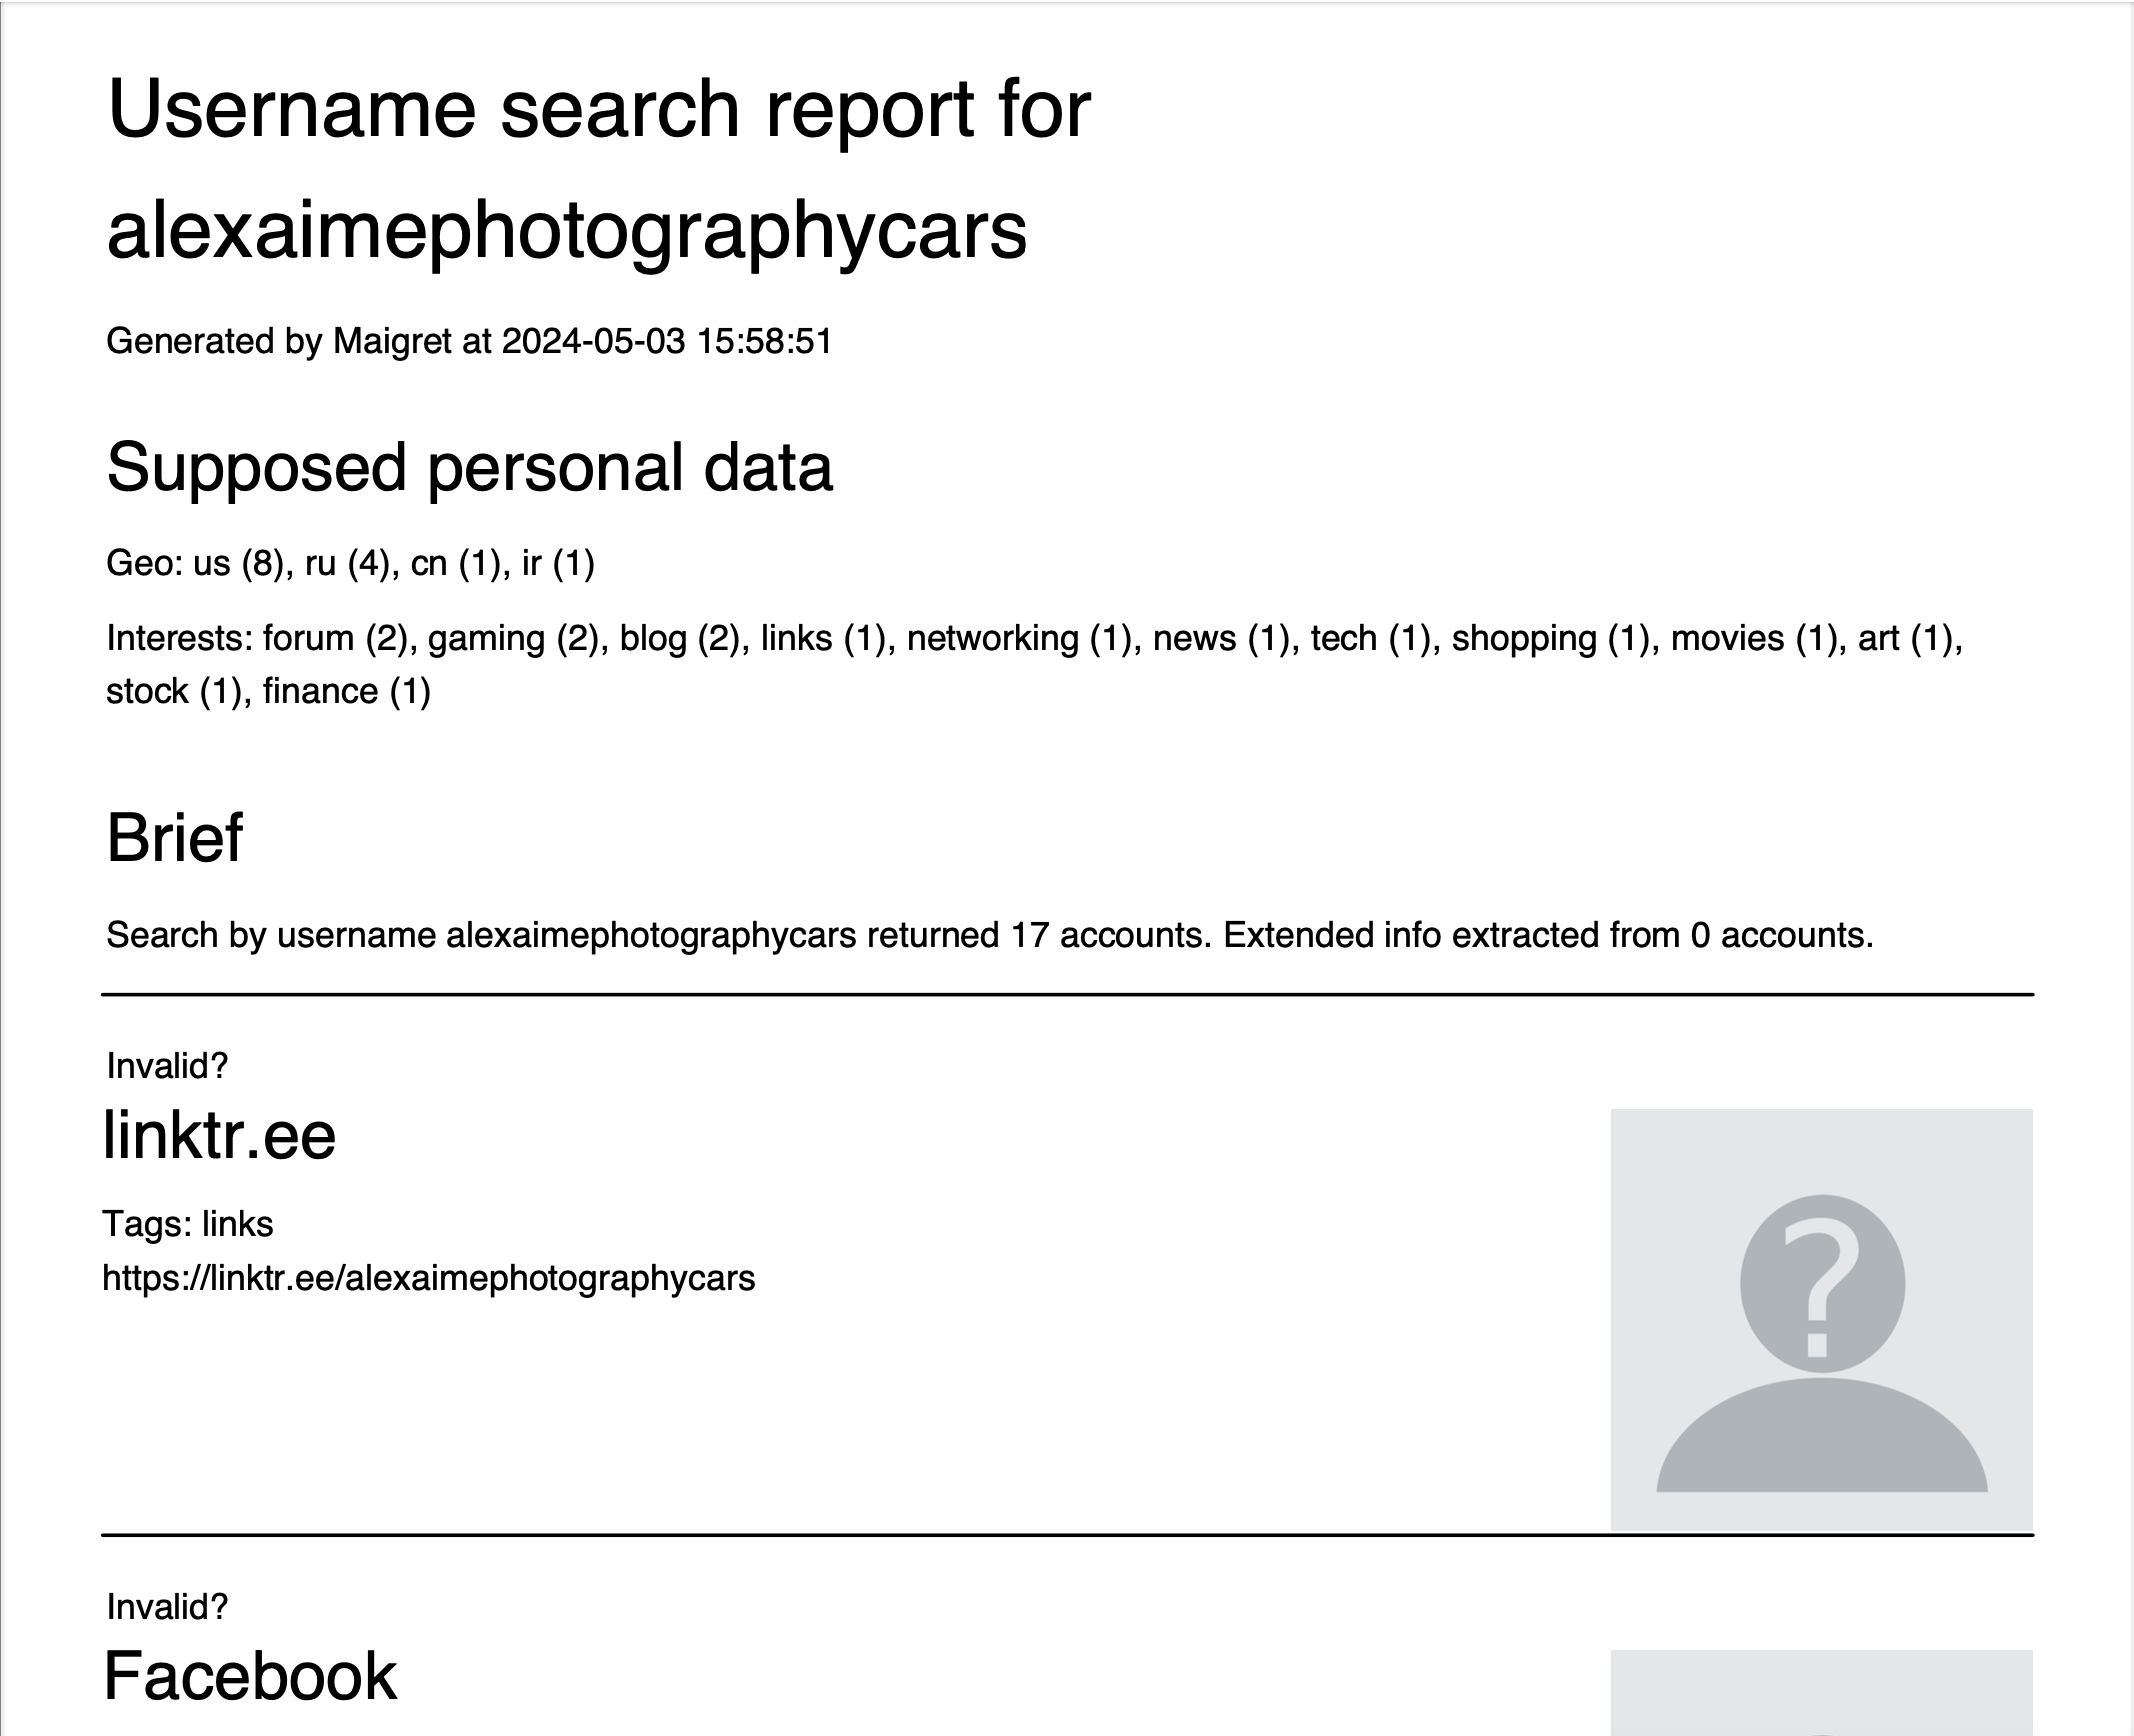 Username search report for
alexaimephotographycars
Generated by Maigret at 2024-05-03 15:58:51
Supposed personal data
Geo: us (8), ru (4), cn (1), ir (1)
Interests: forum (2), gaming (2), blog (2), links (1), networking (1), news (1), tech (1), shopping (1), movies (1), art (1),
stock (1), finance (1)
Brief
Search by username alexaimephotographycars returned 17 accounts. Extended info extracted from 0 accounts.
Invalid?
linktr.ee
Tags: links
https://linktr.ee/alexaimephotographycars
?
Invalid?
Facebook